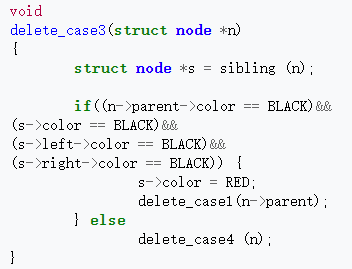 void
delete_case3(struct node *n)
{
        struct node *s = sibling (n);

        if((n->parent->color == BLACK)&&
(s->color == BLACK)&&
(s->left->color == BLACK)&&
(s->right->color == BLACK)) {
                s->color = RED;
                delete_case1(n->parent);
        } else
                delete_case4 (n);
}